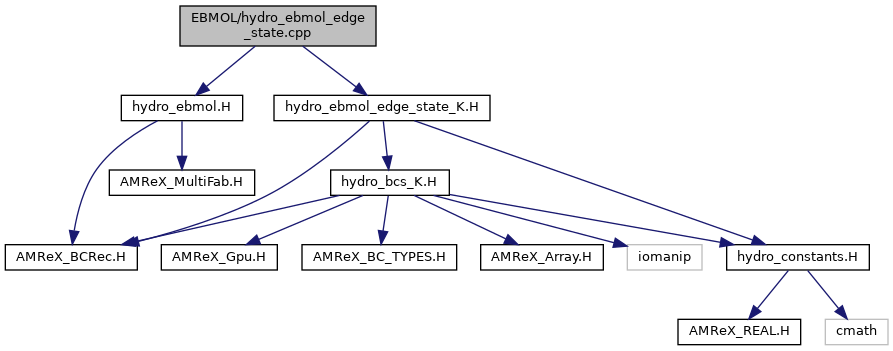 EBMOL/hydro_ebmol_edge
_state.cpp
hydro_ebmol.H
hydro_ebmol_edge_state_K.H
AMReX_MultiFab.H
hydro_bcs_K.H
AMReX_BCRec.H
AMReX_Gpu.H
AMReX_BC_TYPES.H
AMReX_Array.H
iomanip
hydro_constants.H
AMReX_REAL.H
cmath